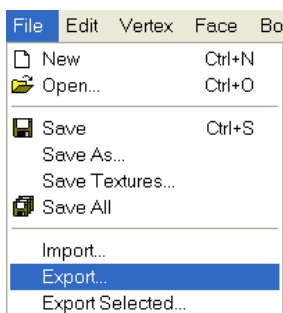 File Edit Vertex Face Bo
New Ctrl+N
Open... Ctrl+O
Save Ctrl+S
Save As...
Save Textures...
Save All
Import...
Export...
Export Selected...